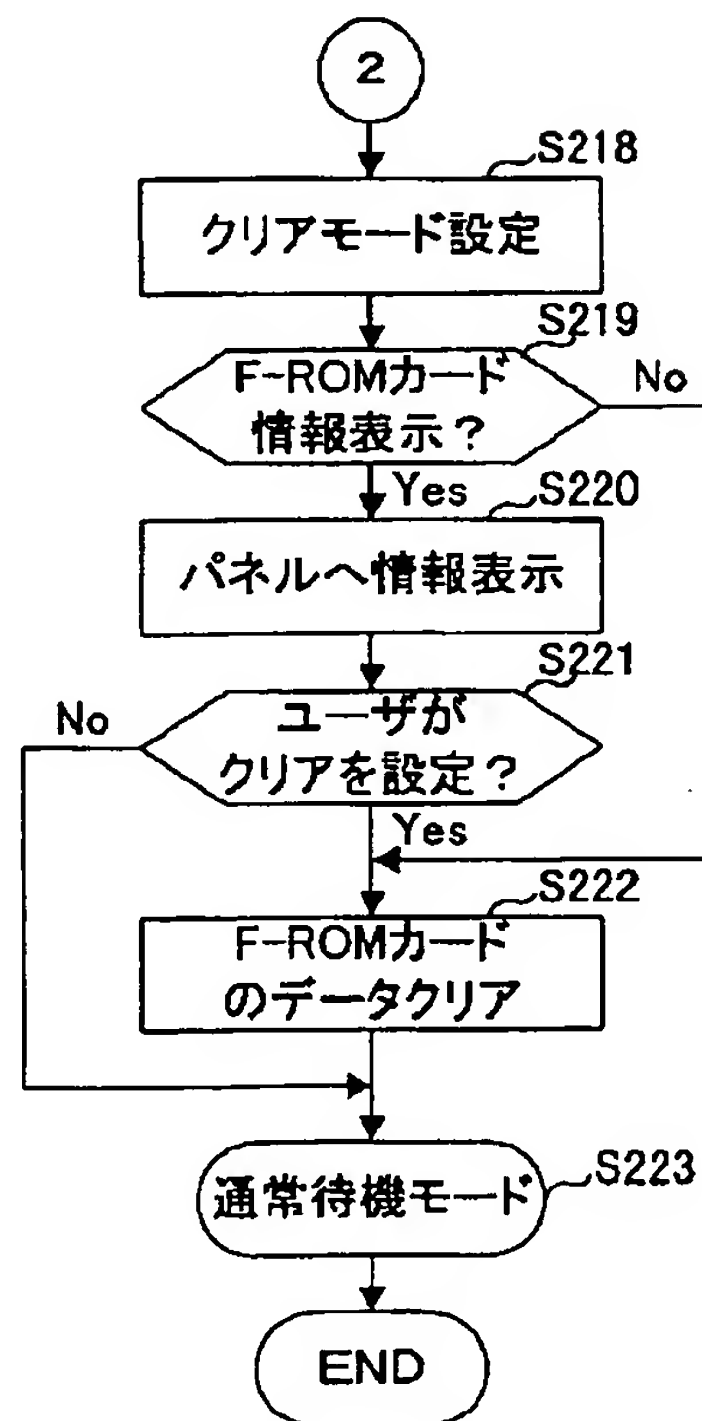 2
S218
クリアモード設定
S219
F-ROMカード
情報表示？
No
Yes
S220
パネルへ情報表示
S221
ユーザが
クリアを設定？
No
Yes
S222
F-ROMカード
のデータクリア
通常待機モード
S223
END